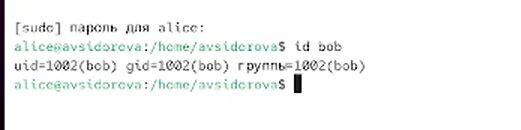 [sudo] пароль для alice:
alice@avsidorova:/home/avsidorova$ id bob
uid=1002(bob) gid=1002(bob) группы=1002(bob)
alice@avsidorova:/home/avsidorova$